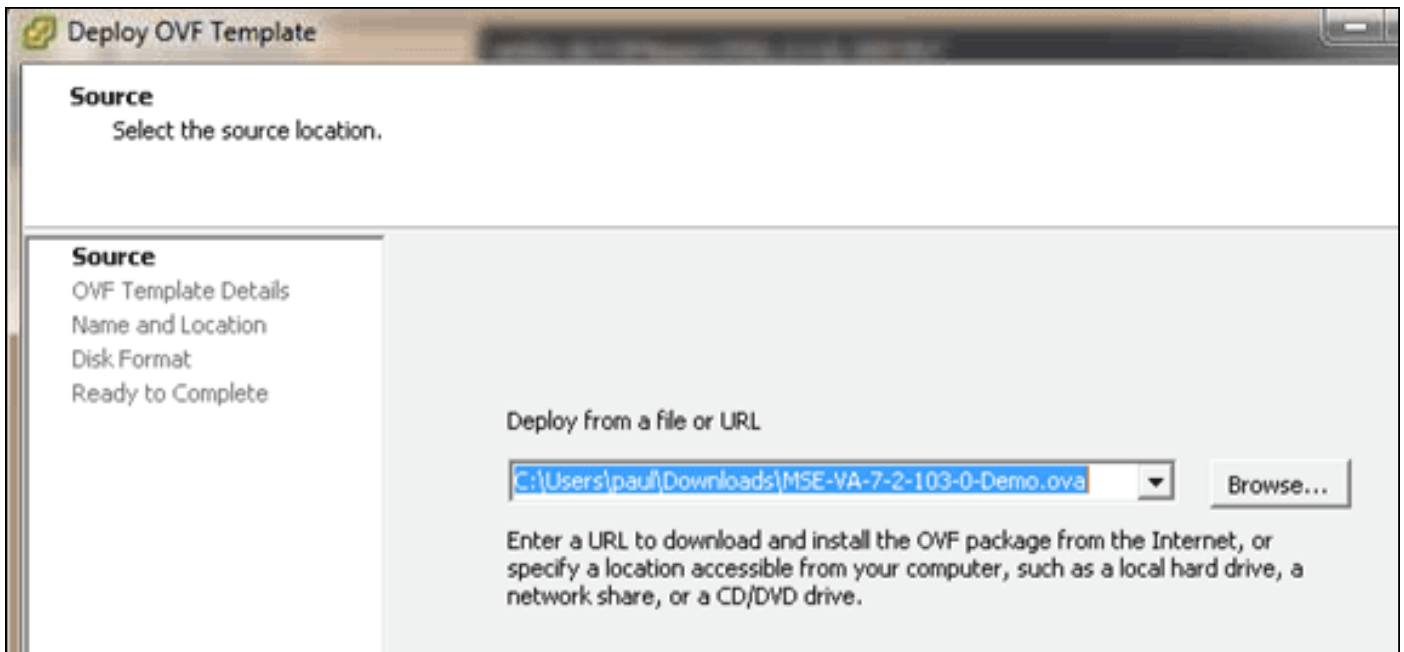 Deploy OVF Template
Source
Select the source location.
Source
OVF Template Details
Name and Location
Disk Format
Ready to Complete
Deploy from a file or URL
C:\Users\paul\Downloads\MSE-VA-7-2-103-0-Demo.ova
Browse...
Enter a URL to download and install the OVF package from the Internet, or
specify a location accessible from your computer, such as a local hard drive, a
network share, or a CD/DVD drive.